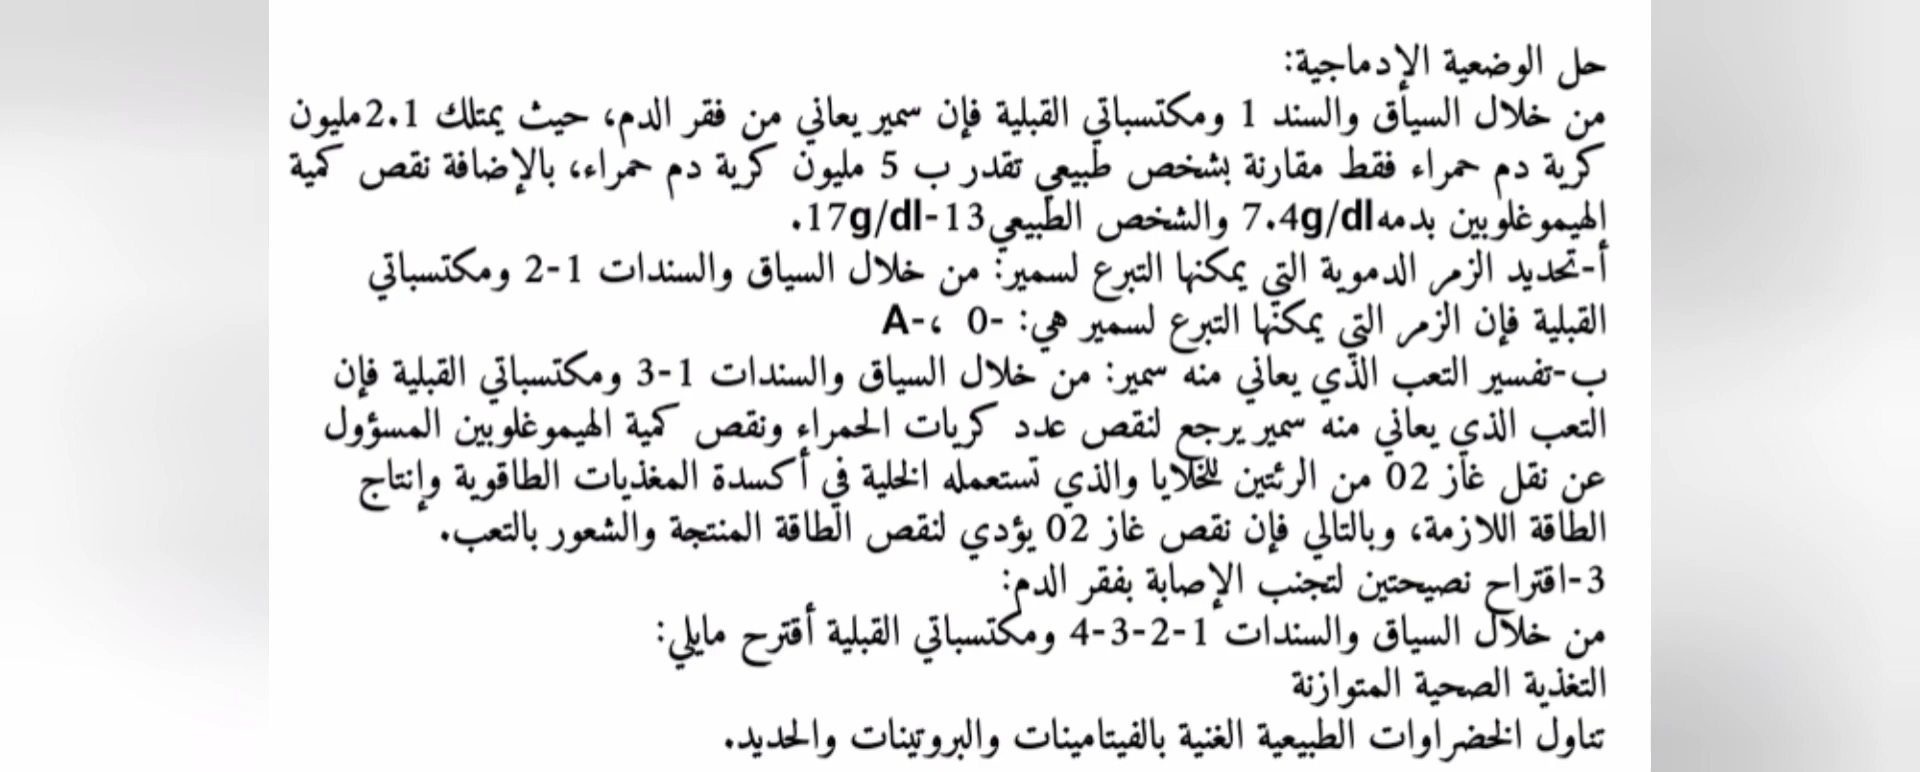 حل الوضعية الإدماجية:
من خلال السياق والسند 1 ومكتسباتي القبلية فإن سمير يعاني من فقر الدم، حيث يمتلك 2.1مليون
كرية دم حمراء فقط مقارنة بشخص طبيعي تقدر ب 5 مليون كرية دم حمراء، بالإضافة نقص كمية
الهيموغلوبين بدمه7.4g/dl والشخص الطبيعي13-17g/dl.
أ-تحديد الزمر الدموية التي يمكنها التبرع لسمير: من خلال السياق والسندات 1-2 ومكتسباتي
القبلية فإن الزمر التي يمكنها التبرع لسمير هي: -O ،-A
ب-تفسير التعب الذي يعاني منه سمير: من خلال السياق والسندات 1-3 ومكتسباتي القبلية فإن
التعب الذي يعاني منه سمير يرجع لنقص عدد كريات الحمراء ونقص كمية الهيموغلوبين المسؤول
عن نقل غاز O2 من الرئتين للخلايا والذي تستعمله الخلية في أكسدة المغذيات الطاقوية وإنتاج
الطاقة اللازمة، وبالتالي فإن نقص غاز O2 يؤدي لنقص الطاقة المنتجة والشعور بالتعب.
3-اقتراح نصيحتين لتجنب الإصابة بفقر الدم:
من خلال السياق والسندات 1-2-3-4 ومكتسباتي القبلية أقترح مايلي:
التغذية الصحية المتوازنة
تناول الخضراوات الطبيعية الغنية بالفيتامينات والبروتينات والحديد.